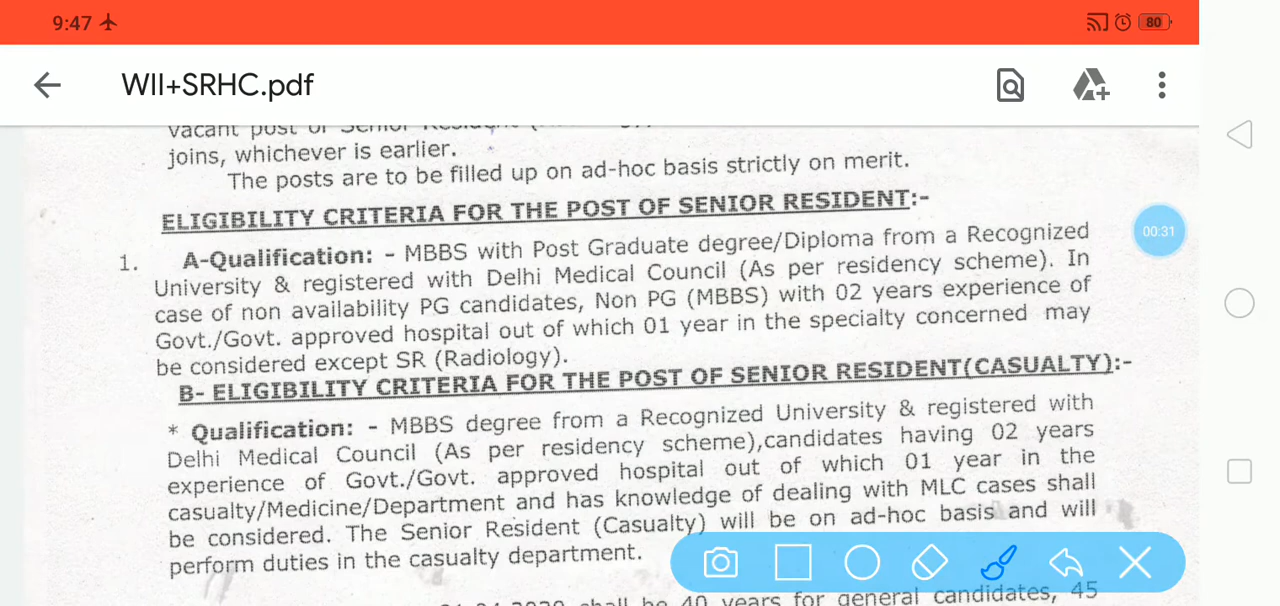 9:47
80
WII+SRHC.pdf
vacant post of Senior Resident
joins, whichever is earlier.
The posts are to be filled up on ad-hoc basis strictly on merit.
ELIGIBILITY CRITERIA FOR THE POST OF SENIOR RESIDENT:-
1. A-Qualification: - MBBS with Post Graduate degree/Diploma from a Recognized
University & registered with Delhi Medical Council (As per residency scheme). In
case of non availability PG candidates, Non PG (MBBS) with 02 years experience of
Govt./Govt. approved hospital out of which 01 year in the specialty concerned may
be considered except SR (Radiology).
B- ELIGIBILITY CRITERIA FOR THE POST OF SENIOR RESIDENT(CASUALTY):-
* Qualification: - MBBS degree from a Recognized University & registered with
Delhi Medical Council (As per residency scheme),candidates having 02 years
experience of Govt./Govt. approved hospital out of which 01 year in the
casualty/Medicine/Department and has knowledge of dealing with MLC cases shall
be considered. The Senior Resident (Casualty) will be on ad-hoc basis and will
perform duties in the casualty department.
shall be 40 years for general candidates, 45
00:31